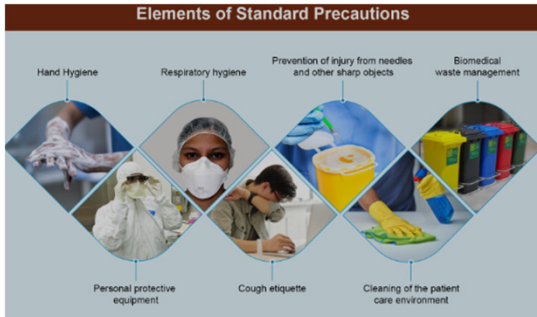 Elements of Standard Precautions
Hand Hygiene
Respiratory hygiene
Prevention of injury from needles
and other sharp objects
Biomedical
waste management
Personal protective
equipment
Cough etiquette
Cleaning of the patient
care environment